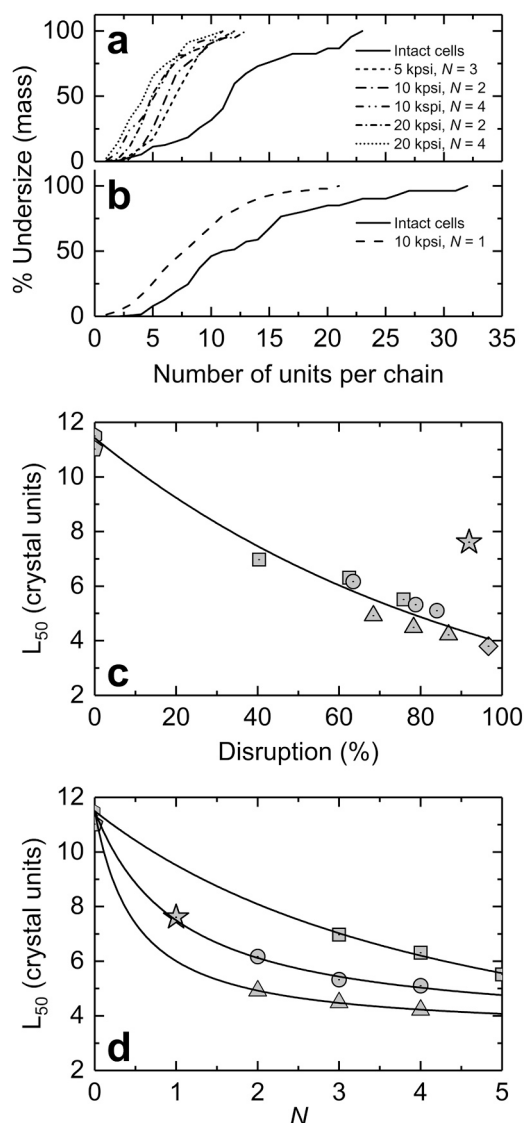 100
50
0
a
Intact cells
5 kpsi, N = 3
10 kpsi, N = 2
10 kspi, N = 4
20 kpsi, N = 2
20 kpsi, N = 4
% Undersize (mass)
100
50
0
b
Intact cells
10 kpsi, N = 1
0 5 10 15 20 25 30 35
Number of units per chain
12
10
8
6
4
2
L50 (crystal units)
c
0 20 40 60 80 100
Disruption (%)
12
10
8
6
4
2
L50 (crystal units)
d
0 1 2 3 4 5
N